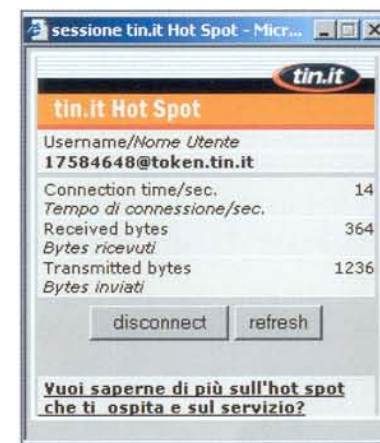 sessione tin.it Hot Spot - Micr...
tin.it
tin.it Hot Spot
Username/Nome Utente
17584648@token.tin.it
Connection time/sec. 14
Tempo di connessione/sec.
Received bytes 364
Bytes ricevuti
Transmitted bytes 1236
Bytes inviati
disconnect refresh
Vuoi saperne di più sull'hot spot
che ti ospita e sul servizio?